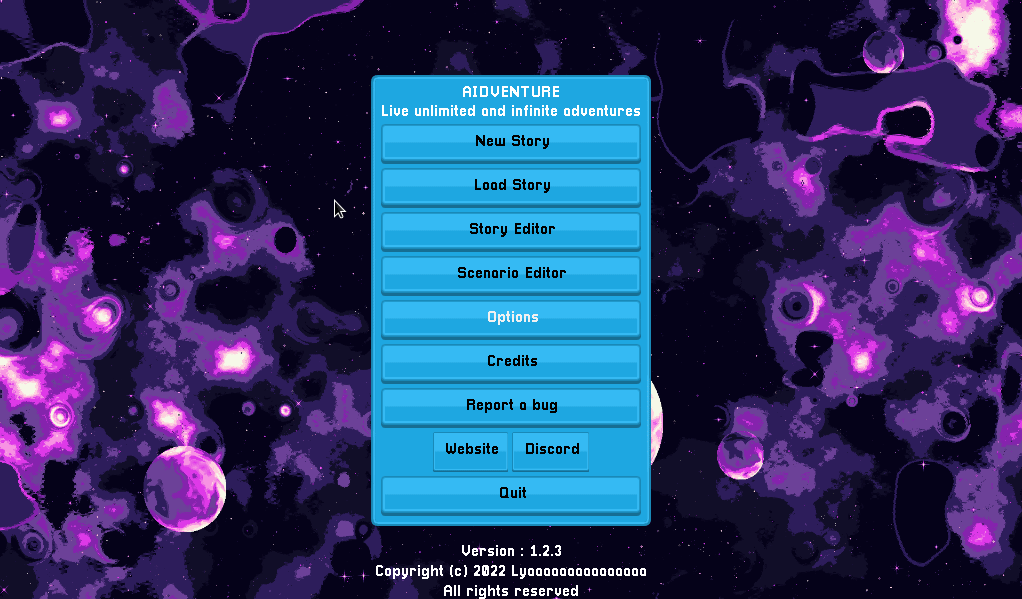 AIDVENTURE
Live unlimited and infinite adventures
New Story
Load Story
Story Editor
Scenario Editor
Options
Credits
Report a bug
Website Discord
Quit
Version : 1.2.3
Copyright (c) 2022 Lyaaaaaaaaaaaaaaa
All rights reserved